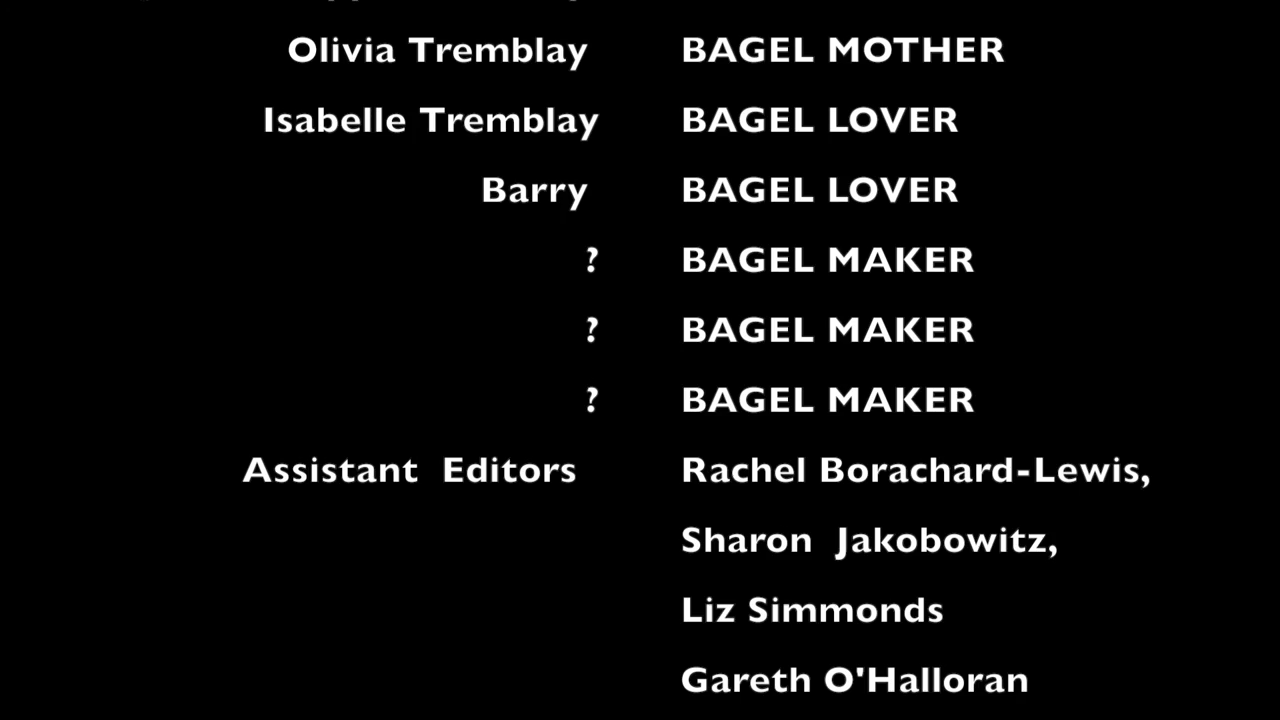 Olivia Tremblay BAGEL MOTHER
Isabelle Tremblay BAGEL LOVER
Barry BAGEL LOVER
? BAGEL MAKER
? BAGEL MAKER
? BAGEL MAKER
Assistant Editors Rachel Borachard-Lewis,
Sharon Jakobowitz,
Liz Simmonds
Gareth O'Halloran